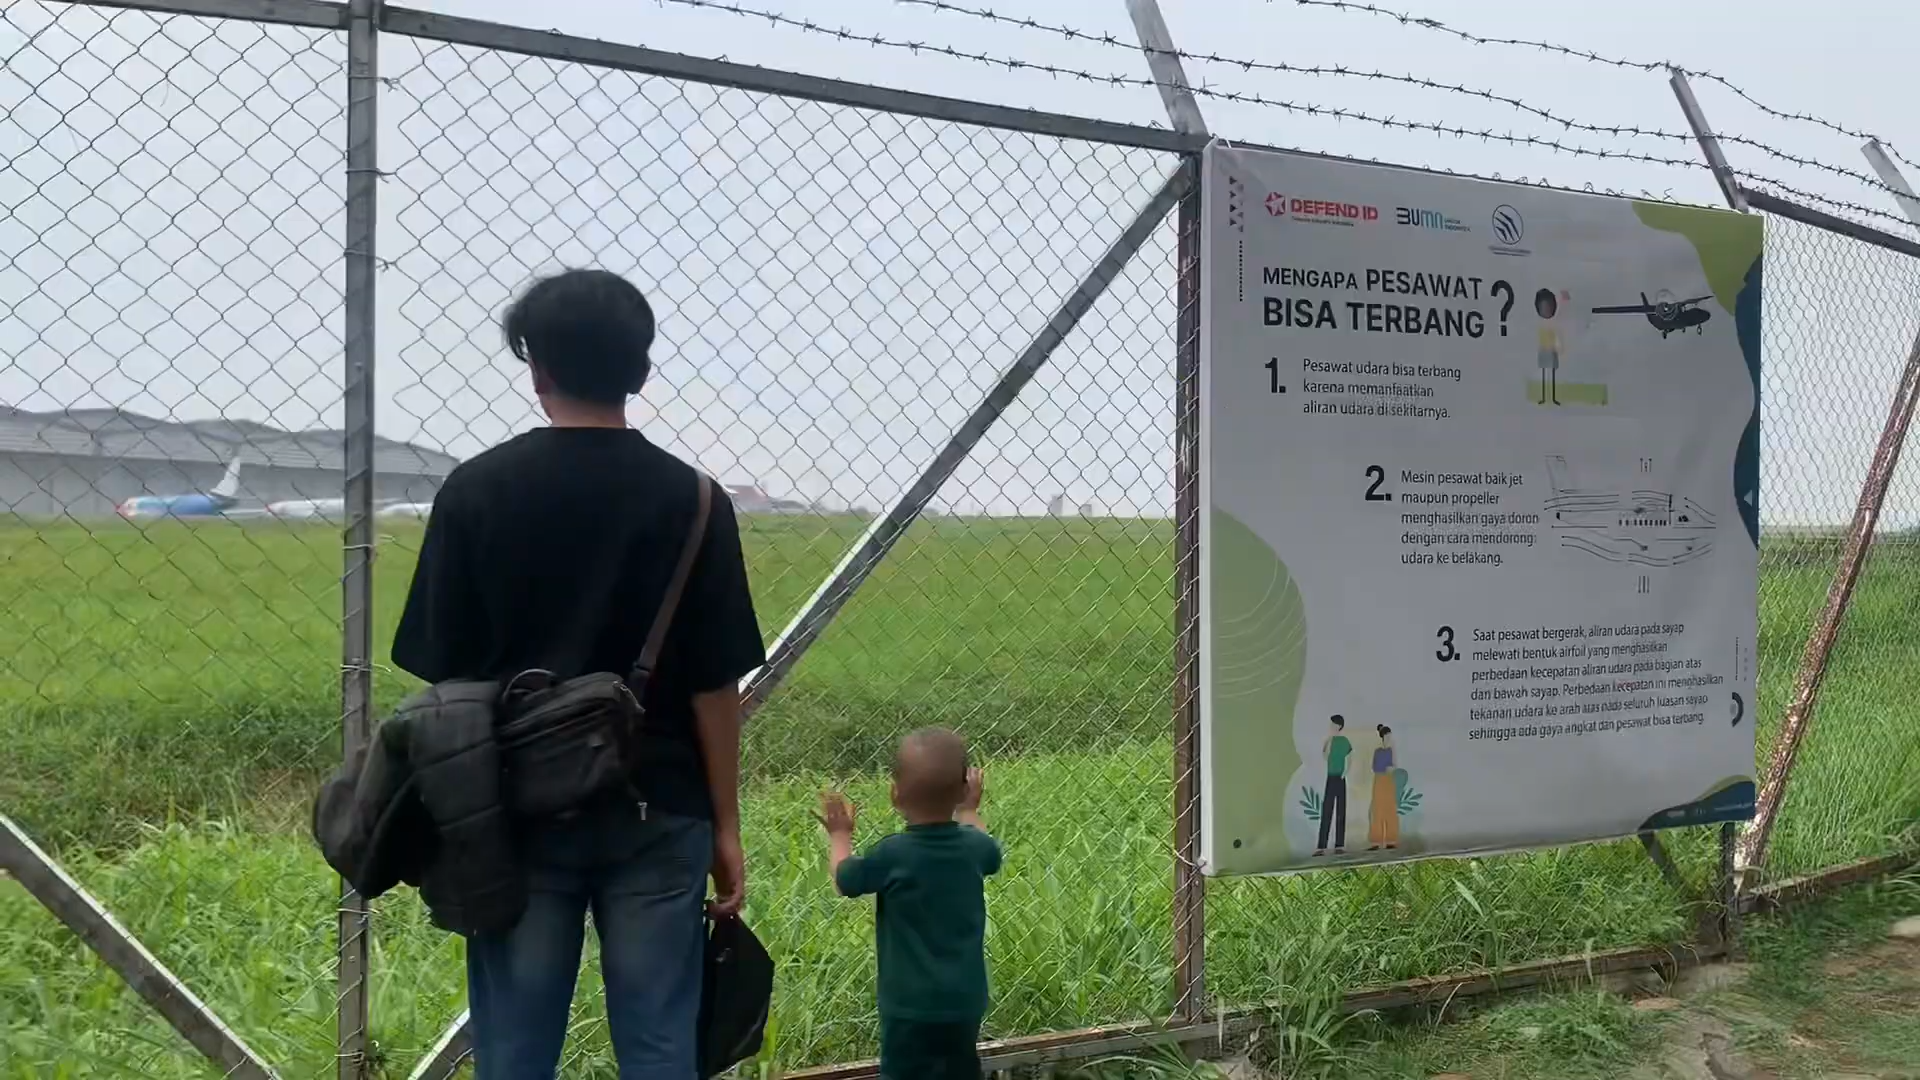 DEFEND ID
BUMN
MENGAPA PESAWAT
BISA TERBANG ?
1. Pesawat udara bisa terbang
karena memanfaatkan
aliran udara di sekitarnya.
2. Mesin pesawat baik jet
maupun propeller
menghasilkan gaya doron
dengan cara mendorong
udara ke belakang.
3. Saat pesawat bergerak, aliran udara pada sayap
melewati bentuk airfoil yang menghasilkan
perbedaan kecepatan aliran udara pada bagian atas
dan bawah sayap. Perbedaan kecepatan ini menghasilkan
tekanan udara ke arah atas pada seluruh luasan sayap
sehingga ada gaya angkat dan pesawat bisa terbang.